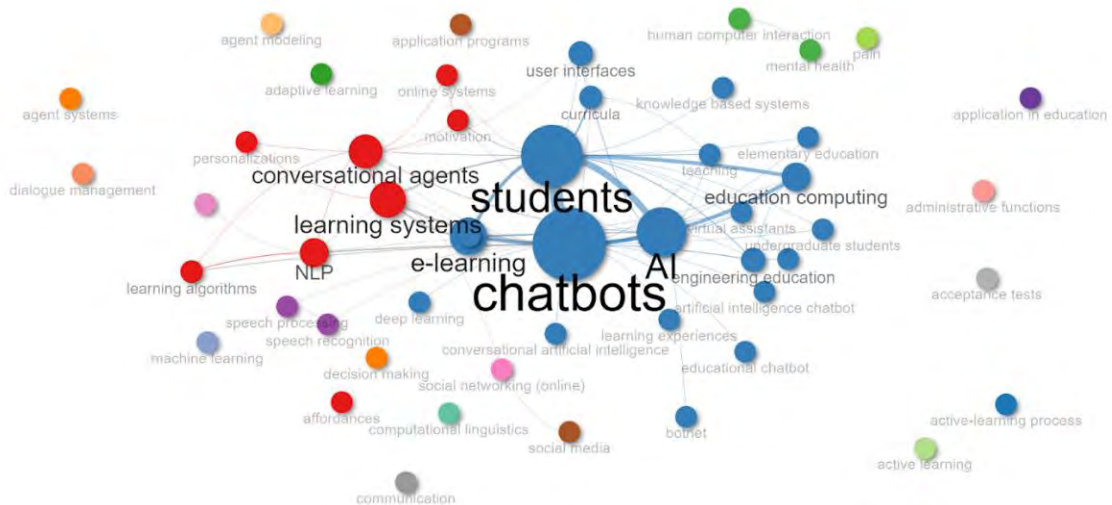 agent modeling
application programs
human computer interaction
mental health
pain
user interfaces
adaptive learning
online systems
knowledge based systems
agent systems
curricula
application in education
motivation
personalizations
elementary education
teaching
conversational agents
dialogue management
students
education computing
administrative functions
learning systems
virtual assistants
undergraduate students
e-learning
AI
NLP
engineering education
learning algorithms
chatbots
acceptance tests
artificial intelligence chatbot
deep learning
speech processing
learning experiences
speech recognition
conversational artificial intelligence
machine learning
educational chatbot
decision making
social networking (online)
affordances
computational linguistics
active-learning process
botnet
social media
active learning
communication